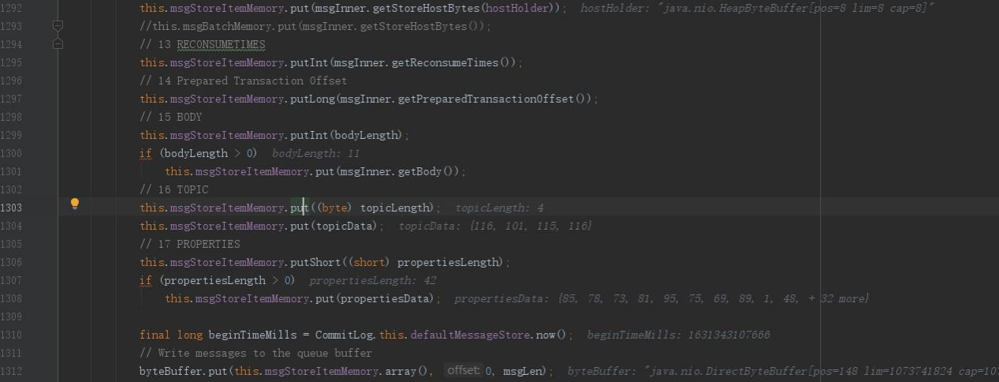 1292 this.msgStoreItemMemory.put(msgInner.getStoreHostBytes(hostHolder)); hostHolder: "java.nio.HeapByteBuffer[pos=8 lim=8 cap=8]"
1293 //this.msgBatchMemory.put(msgInner.getStoreHostBytes());
1294 // 13 RECONSUMETIMES
1295 this.msgStoreItemMemory.putInt(msgInner.getReconsumeTimes());
1296 // 14 Prepared Transaction Offset
1297 this.msgStoreItemMemory.putLong(msgInner.getPreparedTransactionOffset());
1298 // 15 BODY
1299 this.msgStoreItemMemory.putInt(bodyLength);
1300 if (bodyLength > 0) bodyLength: 11
1301 this.msgStoreItemMemory.put(msgInner.getBody());
1302 // 16 TOPIC
1303 this.msgStoreItemMemory.put((byte) topicLength); topicLength: 4
1304 this.msgStoreItemMemory.put(topicData); topicData: {116, 101, 115, 116}
1305 // 17 PROPERTIES
1306 this.msgStoreItemMemory.putShort((short) propertiesLength);
1307 if (propertiesLength > 0) propertiesLength: 42
1308 this.msgStoreItemMemory.put(propertiesData); propertiesData: {85, 78, 73, 81, 95, 75, 69, 89, 1, 48, + 32 more}
1309
1310 final long beginTimeMills = CommitLog.this.defaultMessageStore.now(); beginTimeMills: 1631343107666
1311 // Write messages to the queue buffer
1312 byteBuffer.put(this.msgStoreItemMemory.array(), offset: 0, msgLen); byteBuffer: "java.nio.DirectByteBuffer[pos=148 lim=1073741824 cap=107